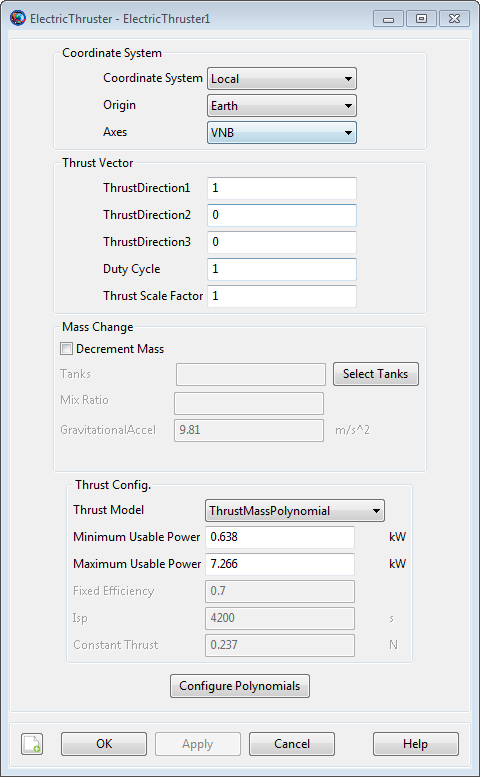 ElectricThruster - ElectricThruster1
Coordinate System
Coordinate System Local
Origin Earth
Axes VNB
Thrust Vector
ThrustDirection1 1
ThrustDirection2 0
ThrustDirection3 0
Duty Cycle 1
Thrust Scale Factor 1
Mass Change
Decrement Mass
Tanks Select Tanks
Mix Ratio
GravitationalAccel 9.81 m/s^2
Thrust Config.
Thrust Model ThrustMassPolynomial
Minimum Usable Power 0.638 kW
Maximum Usable Power 7.266 kW
Fixed Efficiency 0.7
Isp 4200 s
Constant Thrust 0.237 N
Configure Polynomials
OK Apply Cancel Help